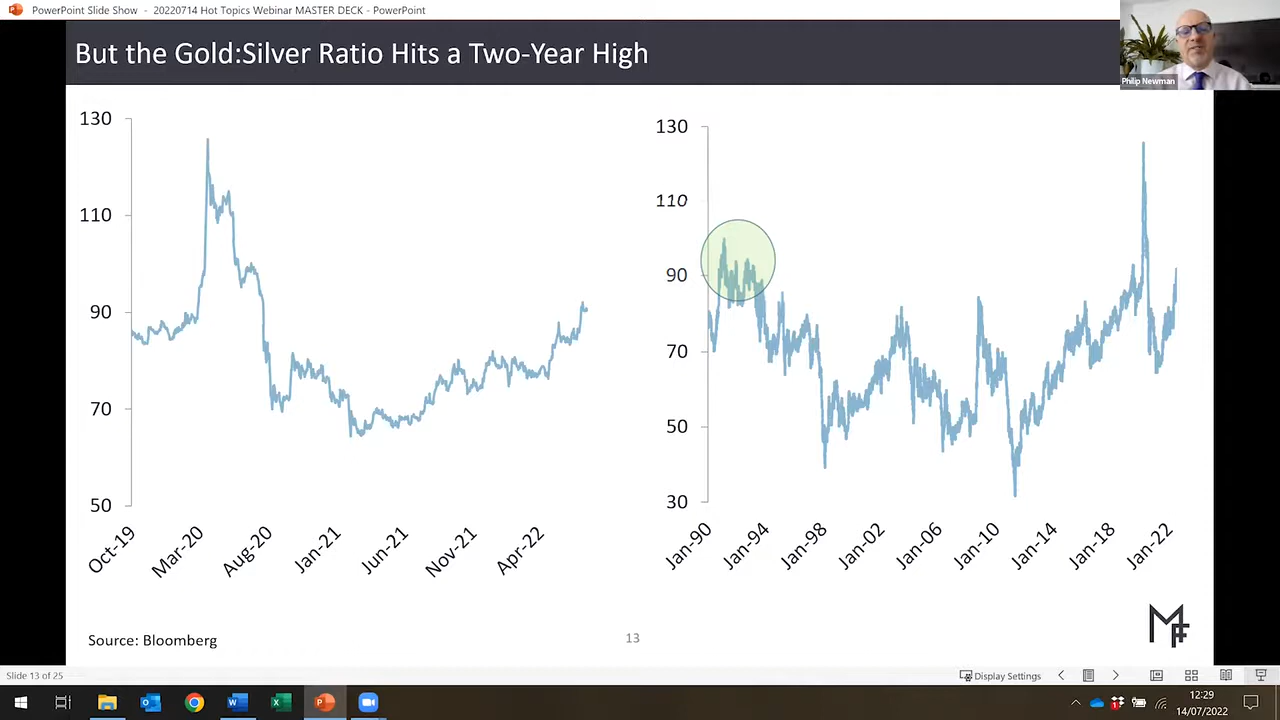 PowerPoint Slide Show - 20220714 Hot Topics Webinar MASTER DECK - PowerPoint
But the Gold:Silver Ratio Hits a Two-Year High
Philip Newman
130
110
90
70
50
Oct-19
Mar-20
Aug-20
Jan-21
Jun-21
Nov-21
Apr-22
130
110
90
70
50
30
Jan-90
Jan-94
Jan-98
Jan-02
Jan-06
Jan-10
Jan-14
Jan-18
Jan-22
Source: Bloomberg
13
MF
Slide 13 of 25
Display Settings
12:29
14/07/2022